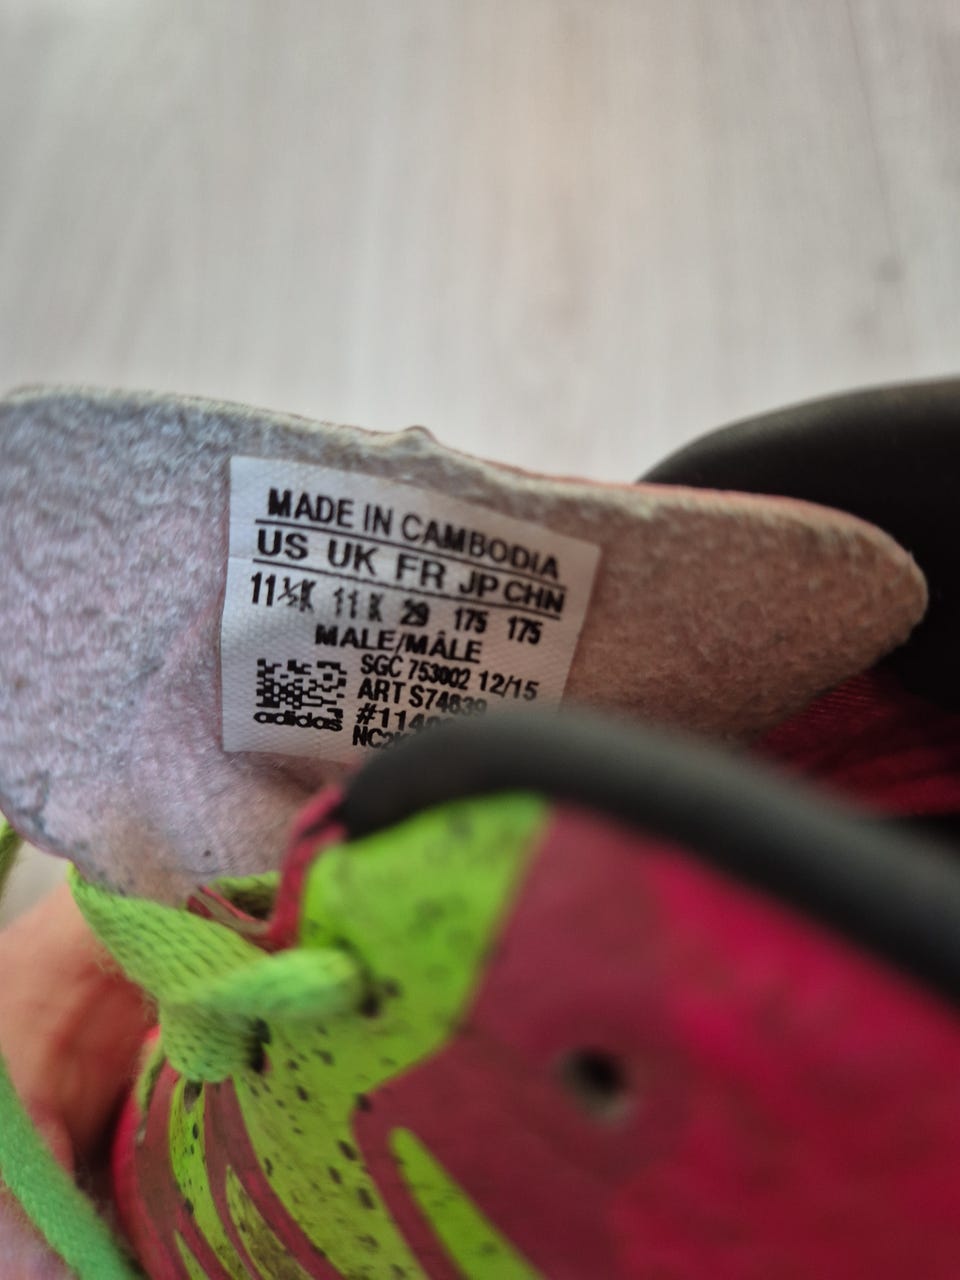 MADE IN CAMBODIA
US UK FR JP CHN
11½K 11K 29 175 175
MALE/MÂLE
SGC 753002 12/15
ART S74639
adidas